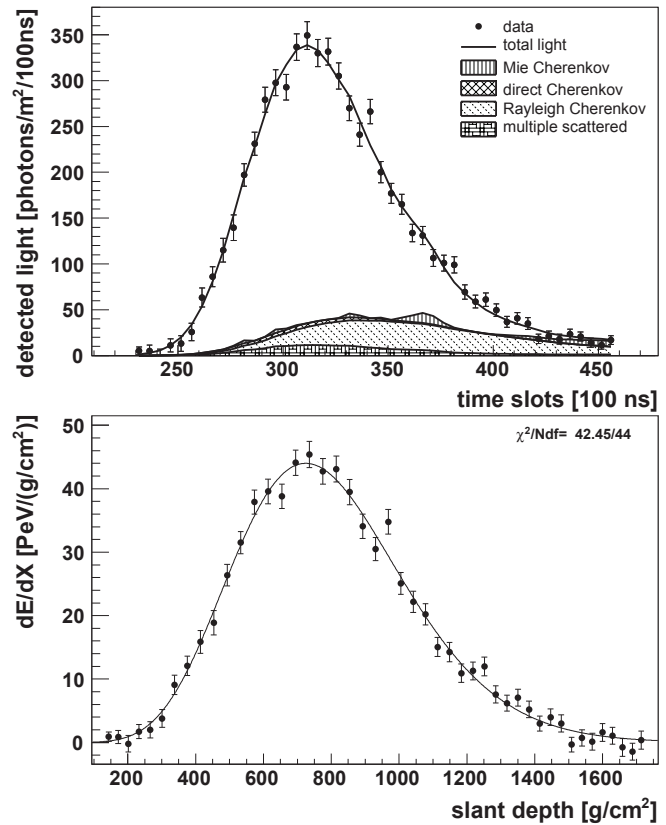 detected light [photons/m²/100ns]
350
300
250
200
150
100
50
0
data
total light
Mie Cherenkov
direct Cherenkov
Rayleigh Cherenkov
multiple scattered
250 300 350 400 450
time slots [100 ns]
dE/dX [PeV/(g/cm²)]
50
40
30
20
10
0
χ²/Ndf= 42.45/44
200 400 600 800 1000 1200 1400 1600
slant depth [g/cm²]